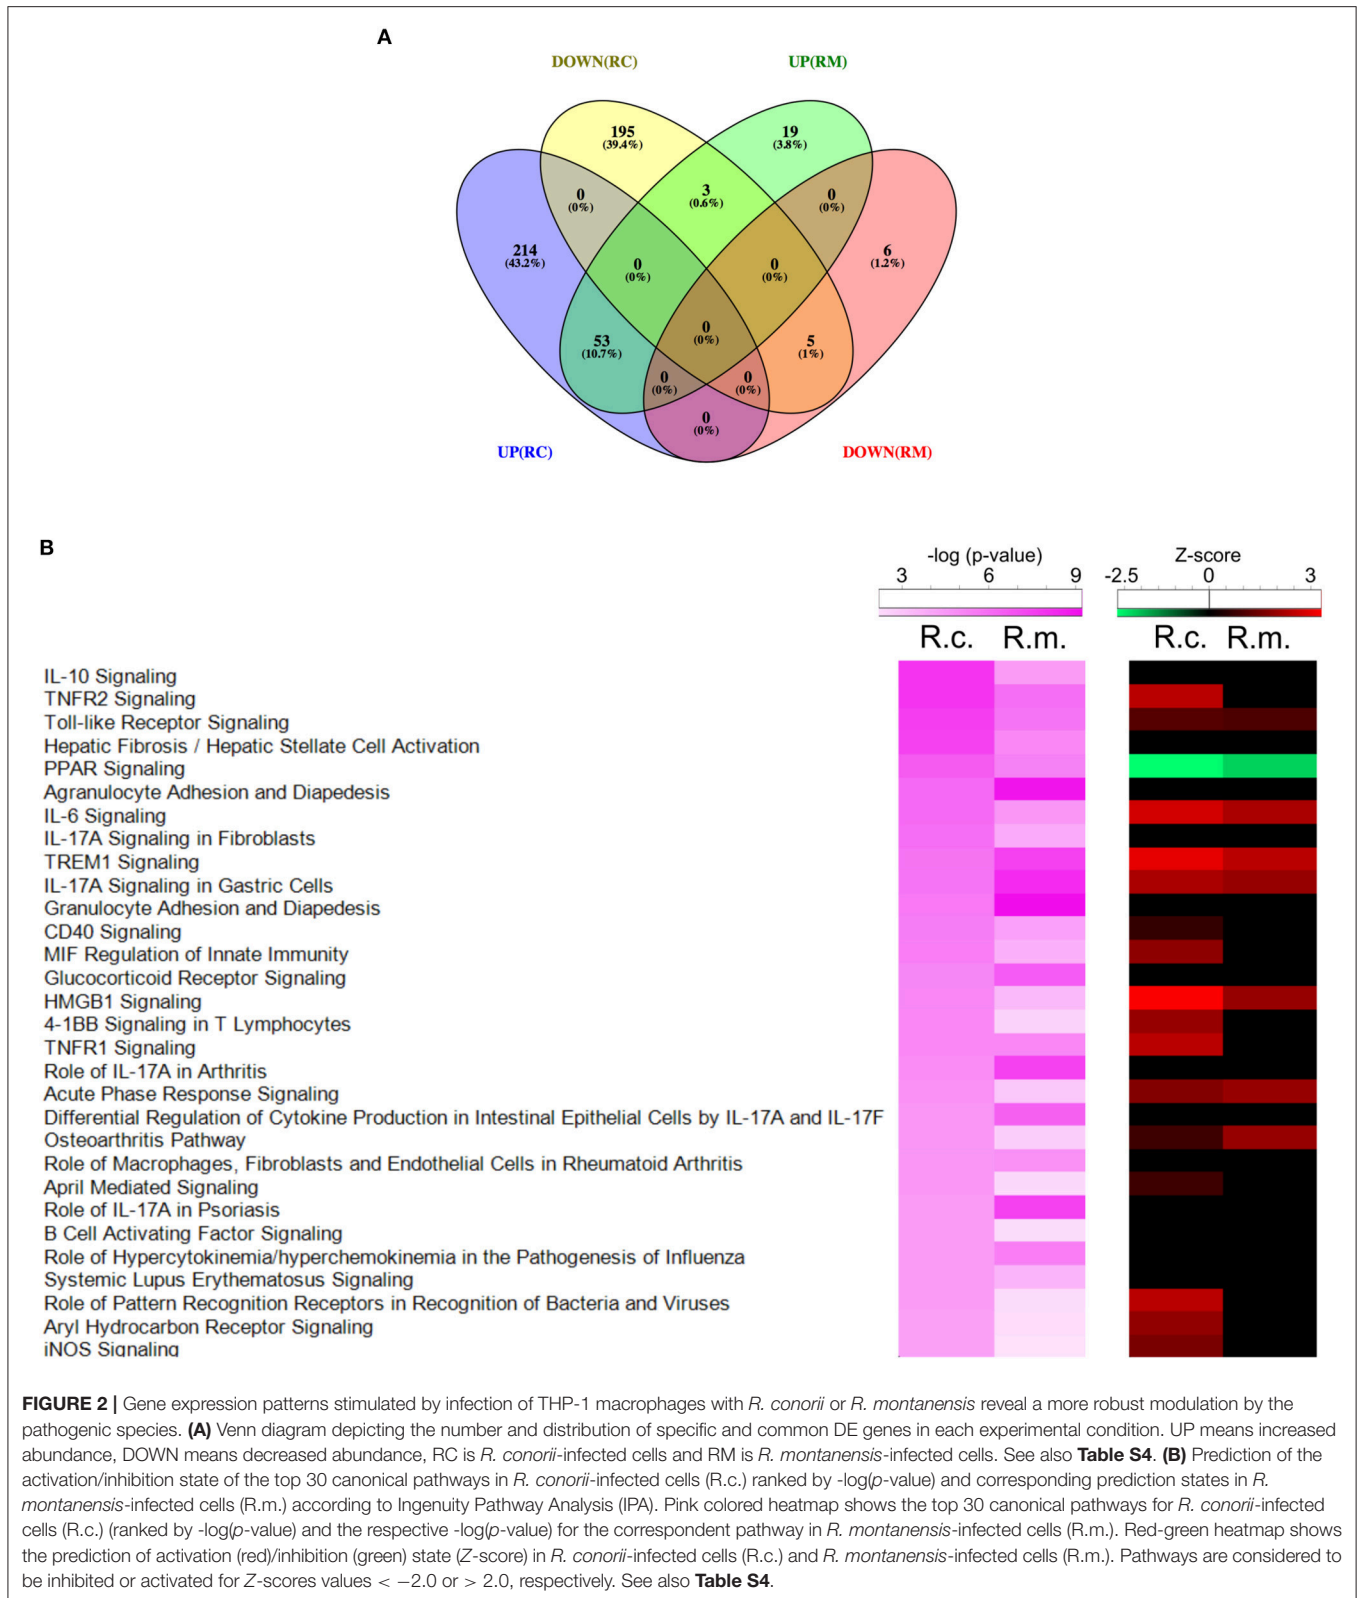 A
DOWN(RC)
UP(RM)
195
(39.4%)
19
(3.8%)
0
(0%)
3
(0.6%)
0
(0%)
214
(43.2%)
0
(0%)
0
(0%)
6
(1.2%)
53
(10.7%)
0
(0%)
5
(1%)
0
(0%)
0
(0%)
0
(0%)
UP(RC)
DOWN(RM)
B
-log (p-value)
3 6 9
Z-score
-2.5 0 3
R.c. R.m.
R.c. R.m.
IL-10 Signaling
TNFR2 Signaling
Toll-like Receptor Signaling
Hepatic Fibrosis / Hepatic Stellate Cell Activation
PPAR Signaling
Agranulocyte Adhesion and Diapedesis
IL-6 Signaling
IL-17A Signaling in Fibroblasts
TREM1 Signaling
IL-17A Signaling in Gastric Cells
Granulocyte Adhesion and Diapedesis
CD40 Signaling
MIF Regulation of Innate Immunity
Glucocorticoid Receptor Signaling
HMGB1 Signaling
4-1BB Signaling in T Lymphocytes
TNFR1 Signaling
Role of IL-17A in Arthritis
Acute Phase Response Signaling
Differential Regulation of Cytokine Production in Intestinal Epithelial Cells by IL-17A and IL-17F
Osteoarthritis Pathway
Role of Macrophages, Fibroblasts and Endothelial Cells in Rheumatoid Arthritis
April Mediated Signaling
Role of IL-17A in Psoriasis
B Cell Activating Factor Signaling
Role of Hypercytokinemia/hyperchemokinemia in the Pathogenesis of Influenza
Systemic Lupus Erythematosus Signaling
Role of Pattern Recognition Receptors in Recognition of Bacteria and Viruses
Aryl Hydrocarbon Receptor Signaling
iNOS Signaling
FIGURE 2 | Gene expression patterns stimulated by infection of THP-1 macrophages with R. conorii or R. montanensis reveal a more robust modulation by the
pathogenic species. (A) Venn diagram depicting the number and distribution of specific and common DE genes in each experimental condition. UP means increased
abundance, DOWN means decreased abundance, RC is R. conorii-infected cells and RM is R. montanensis-infected cells. See also Table S4. (B) Prediction of the
activation/inhibition state of the top 30 canonical pathways in R. conorii-infected cells (R.c.) ranked by -log(p-value) and corresponding prediction states in R.
montanensis-infected cells (R.m.) according to Ingenuity Pathway Analysis (IPA). Pink colored heatmap shows the top 30 canonical pathways for R. conorii-infected
cells (R.c.) (ranked by -log(p-value) and the respective -log(p-value) for the correspondent pathway in R. montanensis-infected cells (R.m.). Red-green heatmap shows
the prediction of activation (red)/inhibition (green) state (Z-score) in R. conorii-infected cells (R.c.) and R. montanensis-infected cells (R.m.). Pathways are considered to
be inhibited or activated for Z-scores values < −2.0 or > 2.0, respectively. See also Table S4.